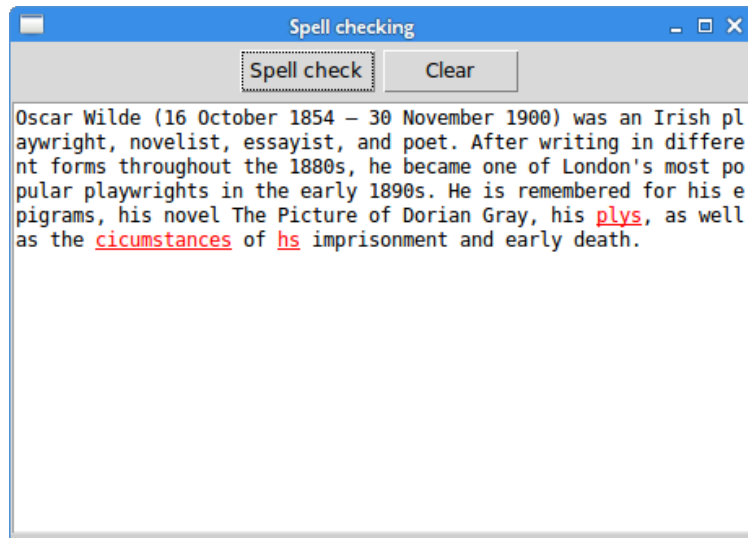 Spell checking
Spell check Clear
Oscar Wilde (16 October 1854 – 30 November 1900) was an Irish pl
aywright, novelist, essayist, and poet. After writing in differe
nt forms throughout the 1880s, he became one of London's most po
pular playwrights in the early 1890s. He is remembered for his e
pigrams, his novel The Picture of Dorian Gray, his plys, as well
as the cicumstances of hs imprisonment and early death.